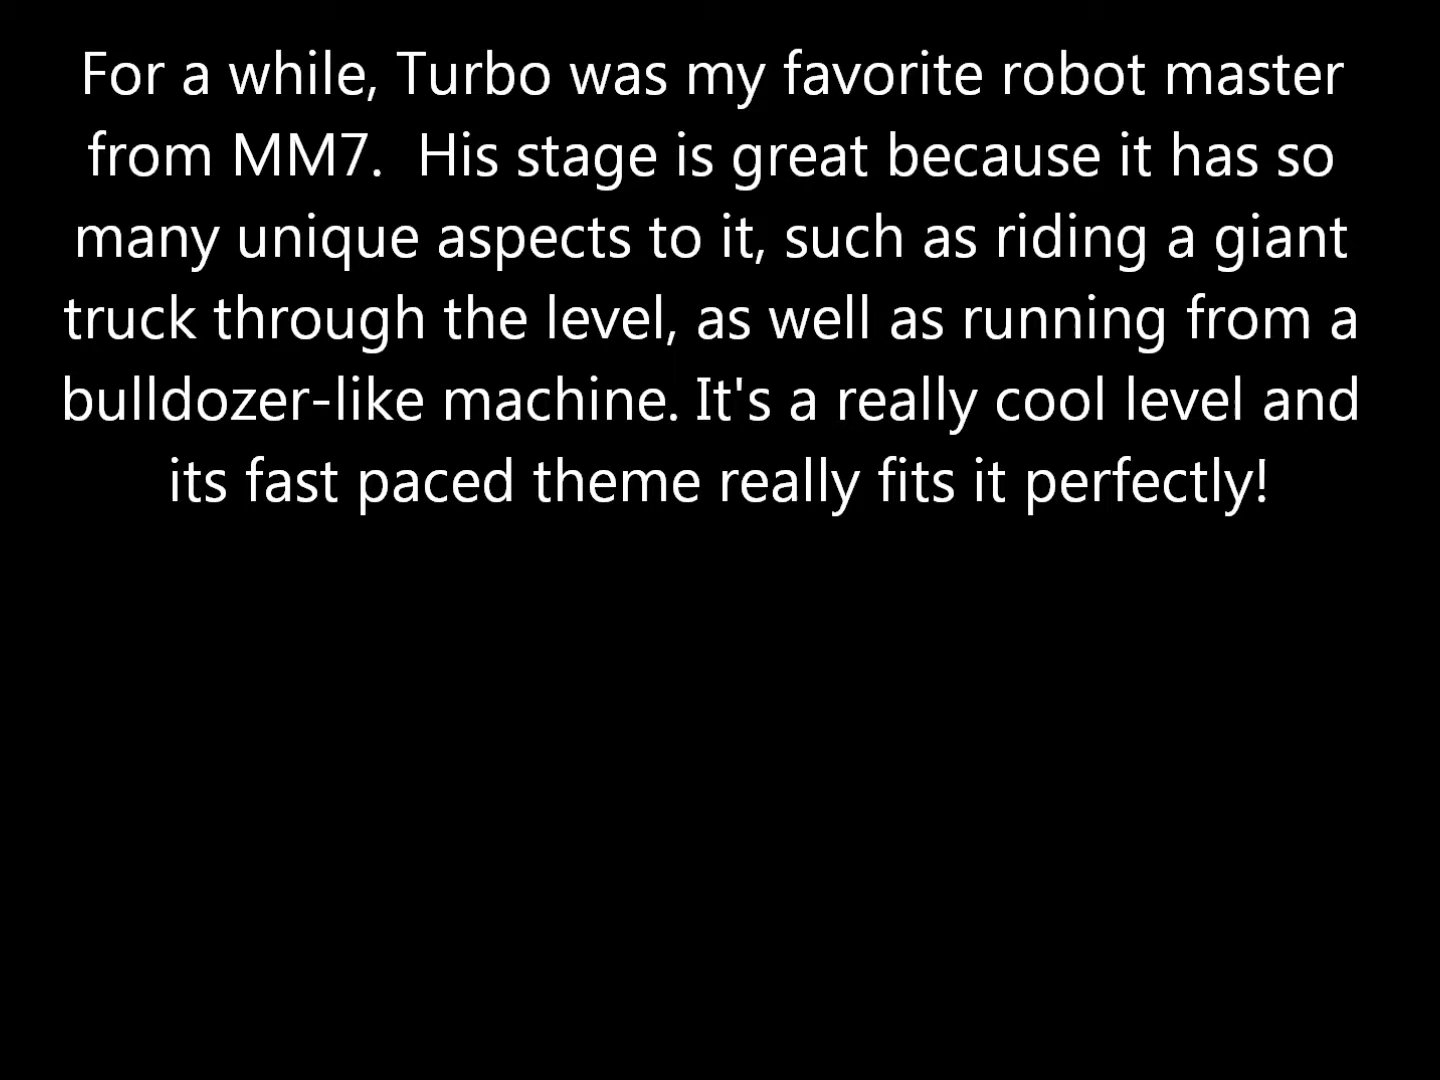 For a while, Turbo was my favorite robot master
from MM7.  His stage is great because it has so
many unique aspects to it, such as riding a giant
truck through the level, as well as running from a
bulldozer-like machine. It's a really cool level and
its fast paced theme really fits it perfectly!